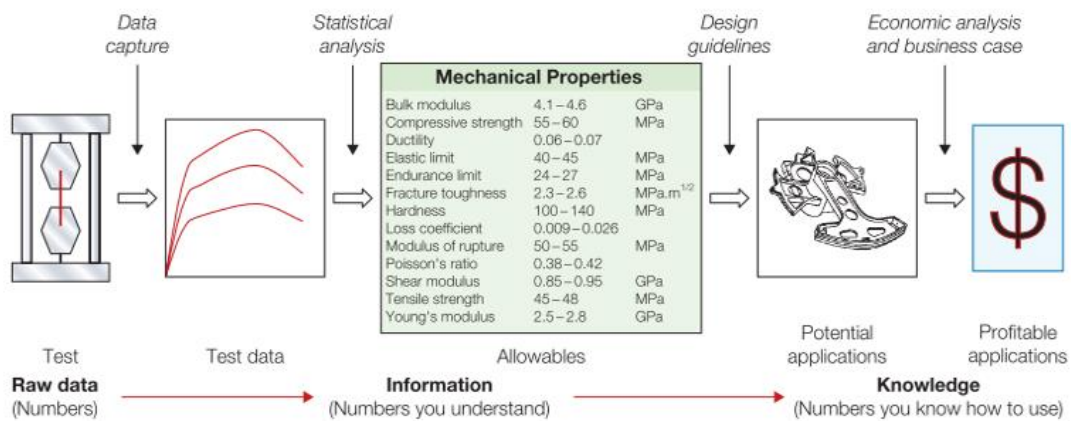 Data capture
Statistical analysis
Design guidelines
Economic analysis and business case
Mechanical Properties
Bulk modulus 4.1–4.6 GPa
Compressive strength 55–60 MPa
Ductility 0.06–0.07
Elastic limit 40–45 MPa
Endurance limit 24–27 MPa
Fracture toughness 2.3–2.6 MPa.m^1/2
Hardness 100–140 MPa
Loss coefficient 0.009–0.026
Modulus of rupture 50–55 MPa
Poisson's ratio 0.38–0.42
Shear modulus 0.85–0.95 GPa
Tensile strength 45–48 MPa
Young's modulus 2.5–2.8 GPa
$
Test
Test data
Allowables
Potential applications
Profitable applications
Raw data
(Numbers)
Information
(Numbers you understand)
Knowledge
(Numbers you know how to use)